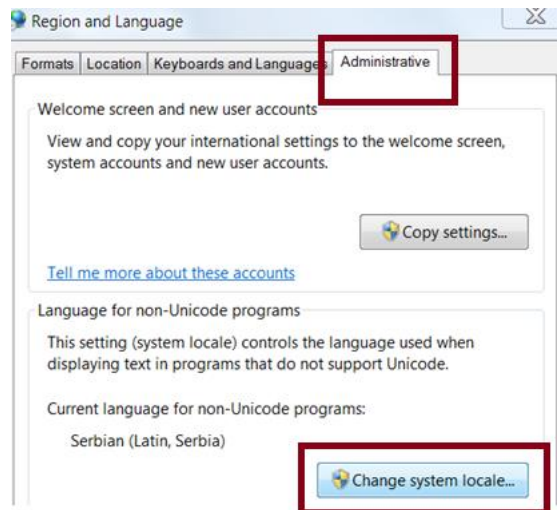 Region and Language
Formats Location Keyboards and Languages Administrative
Welcome screen and new user accounts
View and copy your international settings to the welcome screen,
system accounts and new user accounts.
Copy settings...
Tell me more about these accounts
Language for non-Unicode programs
This setting (system locale) controls the language used when
displaying text in programs that do not support Unicode.
Current language for non-Unicode programs:
Serbian (Latin, Serbia)
Change system locale...